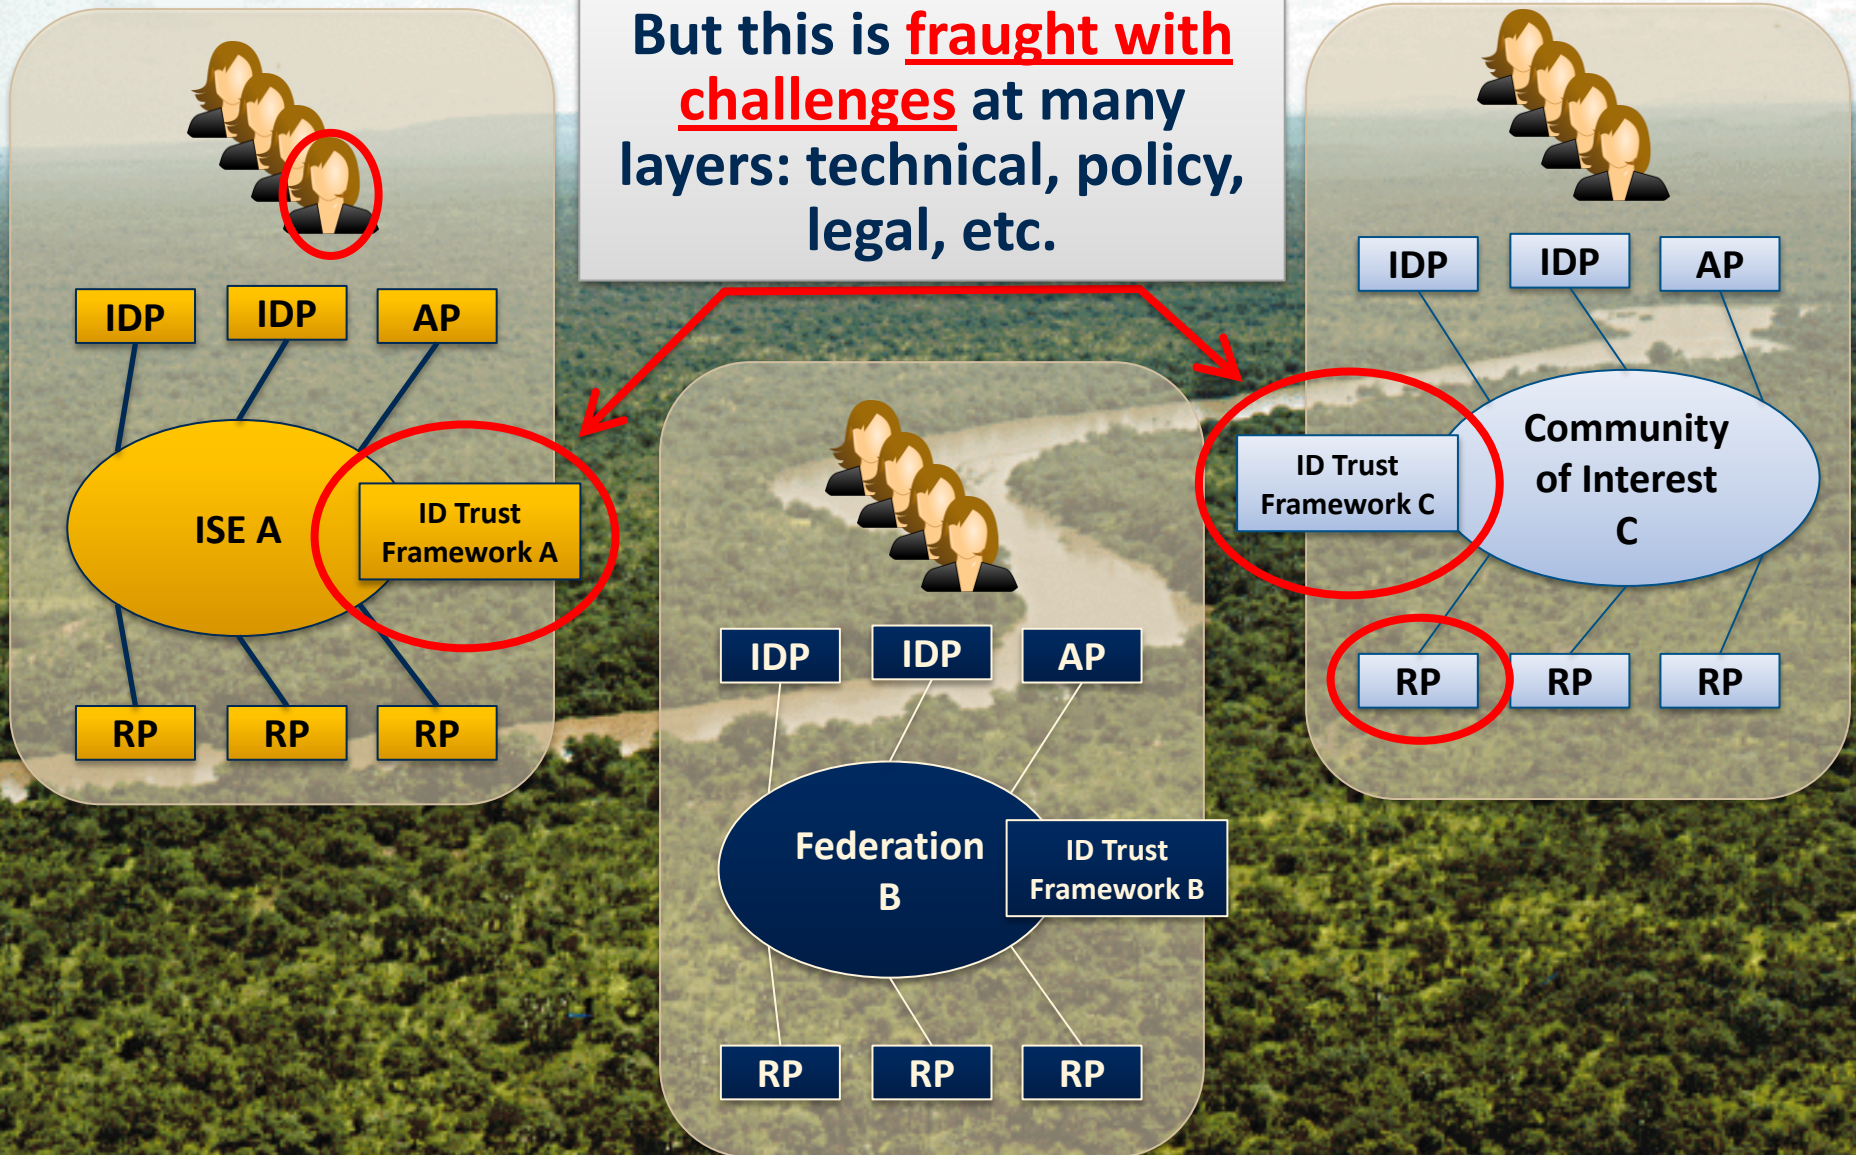 But this is fraught with
challenges at many
layers: technical, policy,
legal, etc.
IDP
IDP
AP
ISE A
ID Trust
Framework A
RP
RP
RP
IDP
IDP
AP
Federation
B
ID Trust
Framework B
RP
RP
RP
IDP
IDP
AP
ID Trust
Framework C
Community
of Interest
C
RP
RP
RP